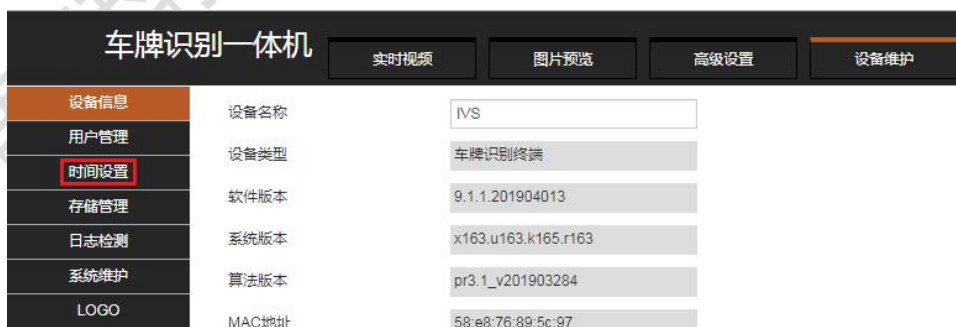 车牌识别一体机 实时视频 图片预览 高级设置 设备维护
设备信息 设备名称 IVS
用户管理
设备类型 车牌识别终端
时间设置
软件版本 9.1.1.201904013
存储管理
日志检测 系统版本 x163.u163.k165.r163
系统维护 算法版本 pr3.1_v201903284
LOGO
MAC地址 58:e8:76:89:5c:97